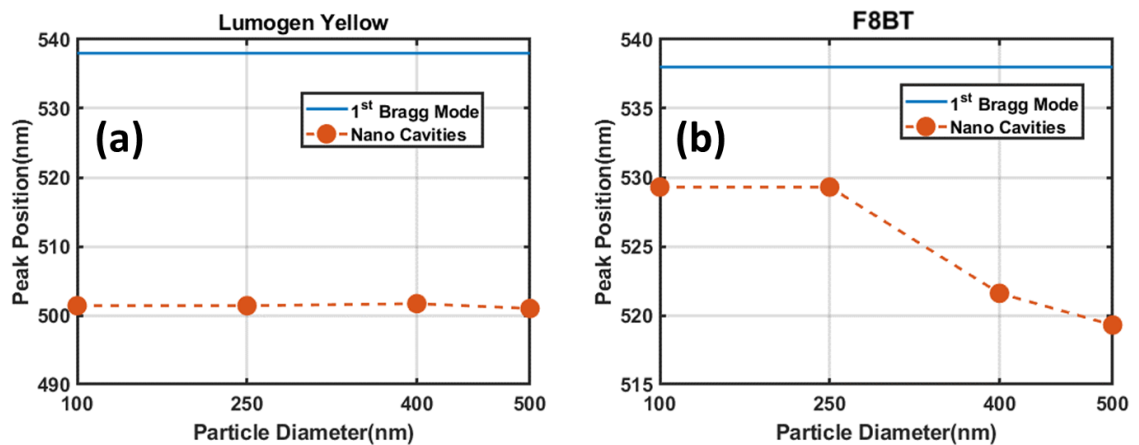 Lumogen Yellow
540
530
520
510
500
490
Peak Position(nm)
(a)
1st Bragg Mode
Nano Cavities
100
250
400
500
Particle Diameter(nm)
F8BT
540
535
530
525
520
515
Peak Position(nm)
(b)
1st Bragg Mode
Nano Cavities
100
250
400
500
Particle Diameter(nm)